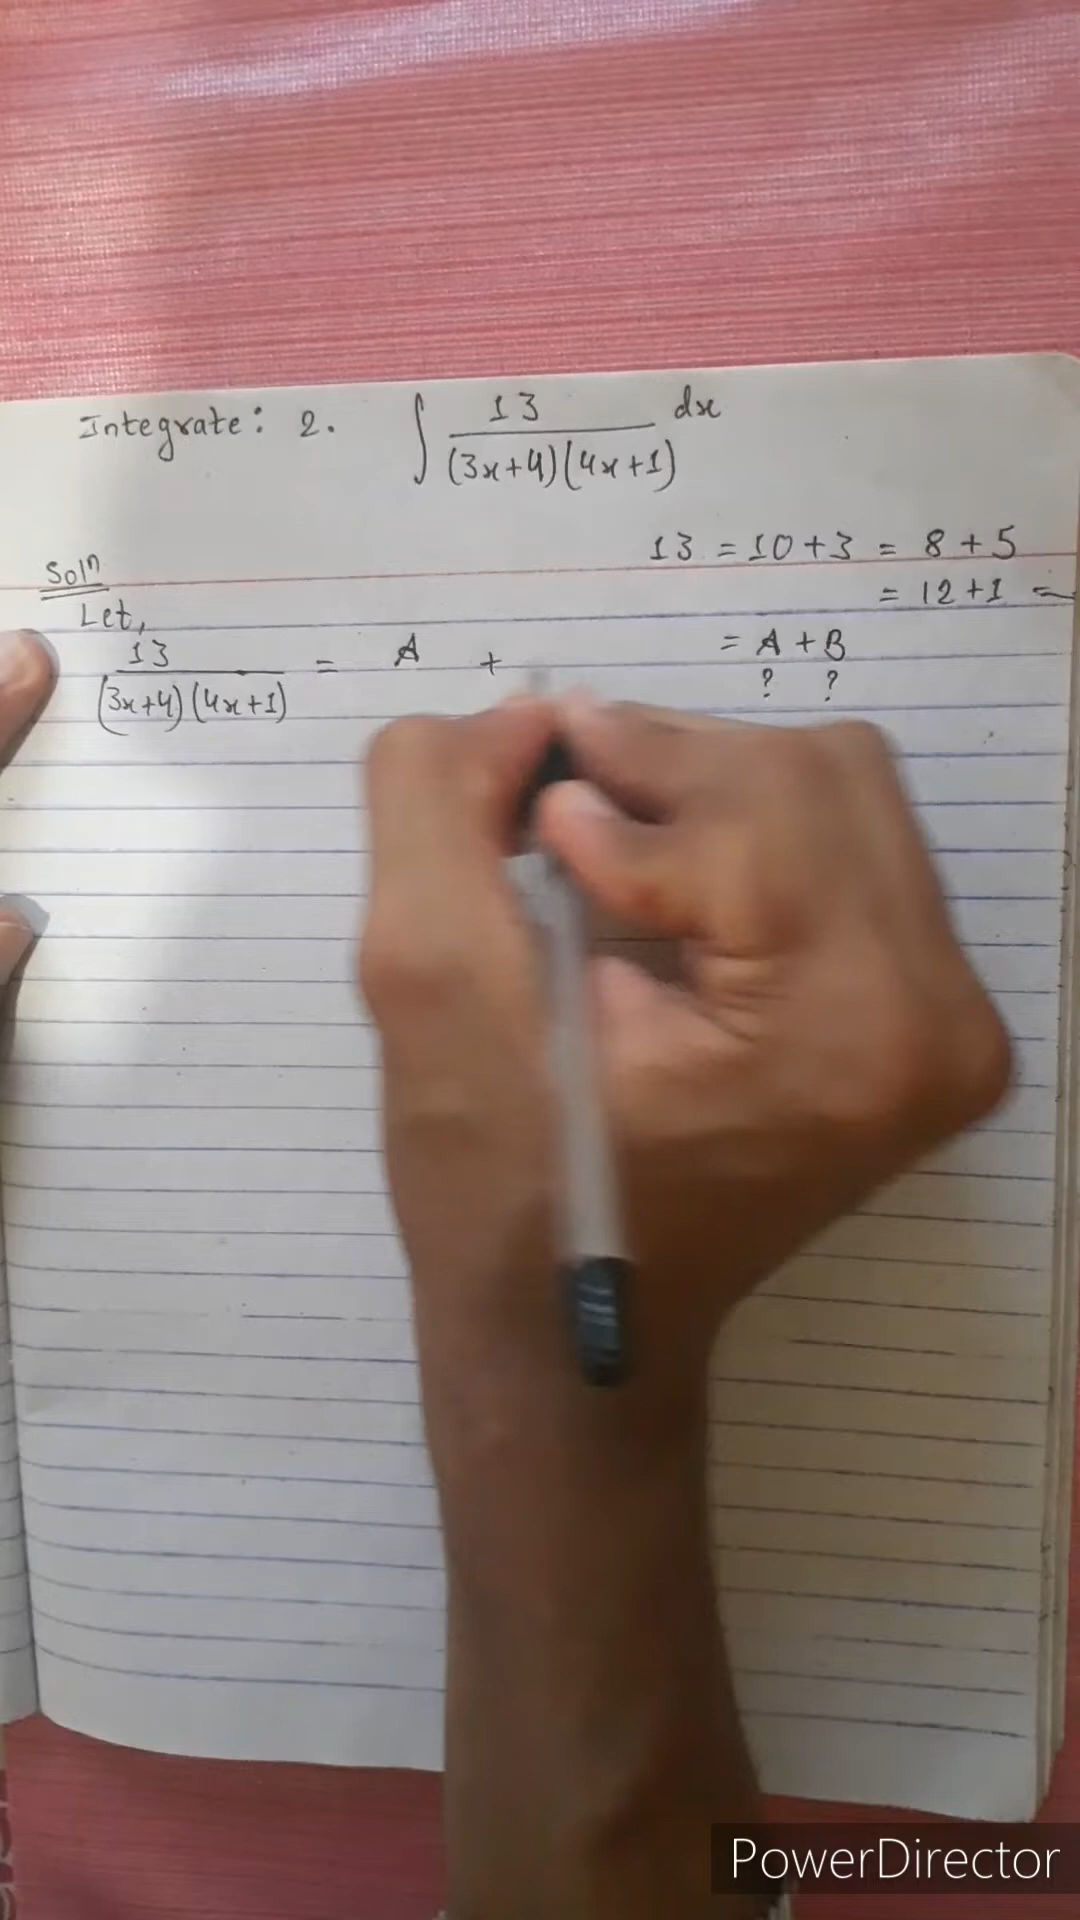 Integrate: 2. ∫ 13 / (3x+4)(4x+1) dx
13 = 10+3 = 8+5
= 12+1 =
= A + B
? ?
Solⁿ
Let,
13 / (3x+4)(4x+1) = A +
PowerDirector